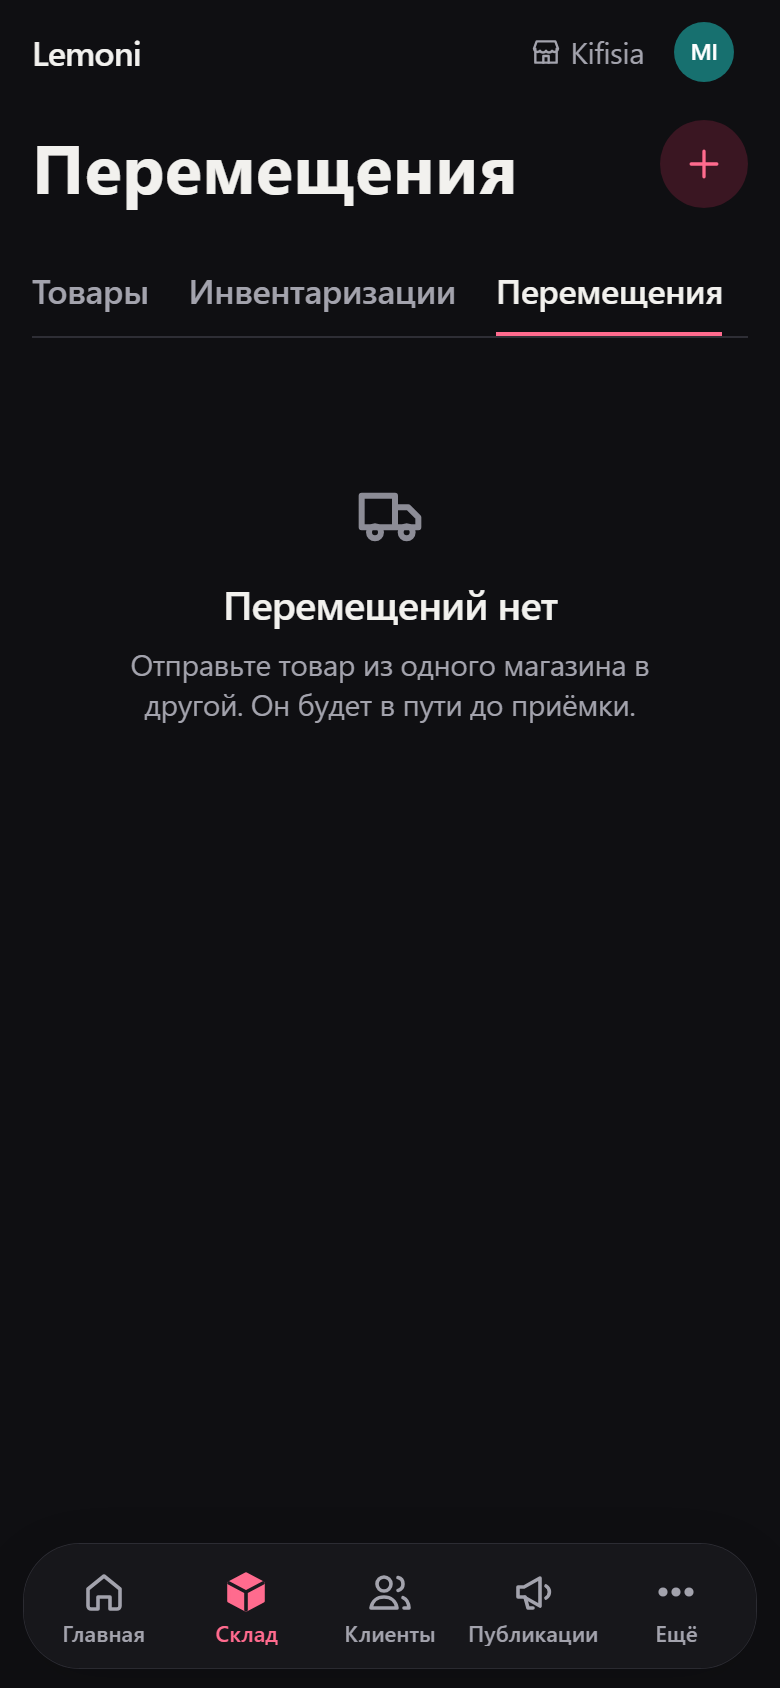 Lemoni
Kifisia
MI
Перемещения
Товары
Инвентаризации
Перемещения
Перемещений нет
Отправьте товар из одного магазина в
другой. Он будет в пути до приёмки.
Главная
Склад
Клиенты
Публикации
Ещё